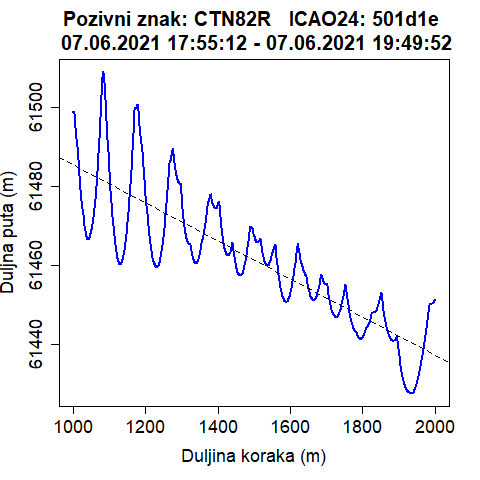 Pozivni znak: CTN82R   ICAO24: 501d1e
07.06.2021 17:55:12 - 07.06.2021 19:49:52
Duljna puta (m)
61500
61480
61460
61440
1000 1200 1400 1600 1800 2000
Duljina koraka (m)